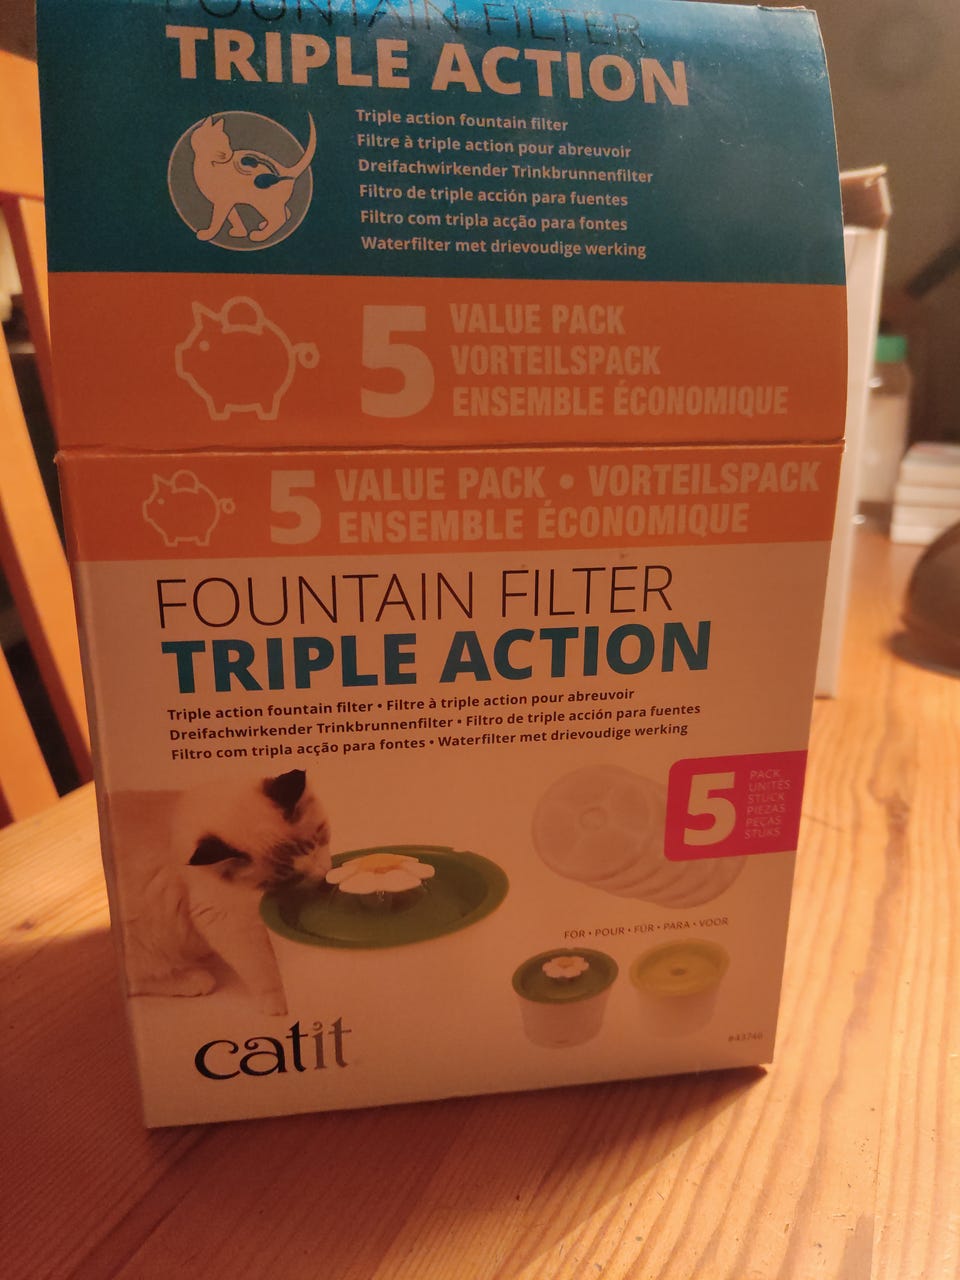 FOUNTAIN FILTER
TRIPLE ACTION
Triple action fountain filter
Filtre à triple action pour abreuvoir
Dreifachwirkender Trinkbrunnenfilter
Filtro de triple acción para fuentes
Filtro com tripla acção para fontes
Waterfilter met drievoudige werking
5 VALUE PACK
VORTEILSPACK
ENSEMBLE ÉCONOMIQUE
5 VALUE PACK • VORTEILSPACK
ENSEMBLE ÉCONOMIQUE
FOUNTAIN FILTER
TRIPLE ACTION
Triple action fountain filter • Filtre à triple action pour abreuvoir
Dreifachwirkender Trinkbrunnenfilter • Filtro de triple acción para fuentes
Filtro com tripla acção para fontes • Waterfilter met drievoudige werking
5 PACK
UNITÉS
STÜCK
PIEZAS
PEÇAS
STUKS
FOR • POUR • FÜR • PARA • VOOR
catit
#43746